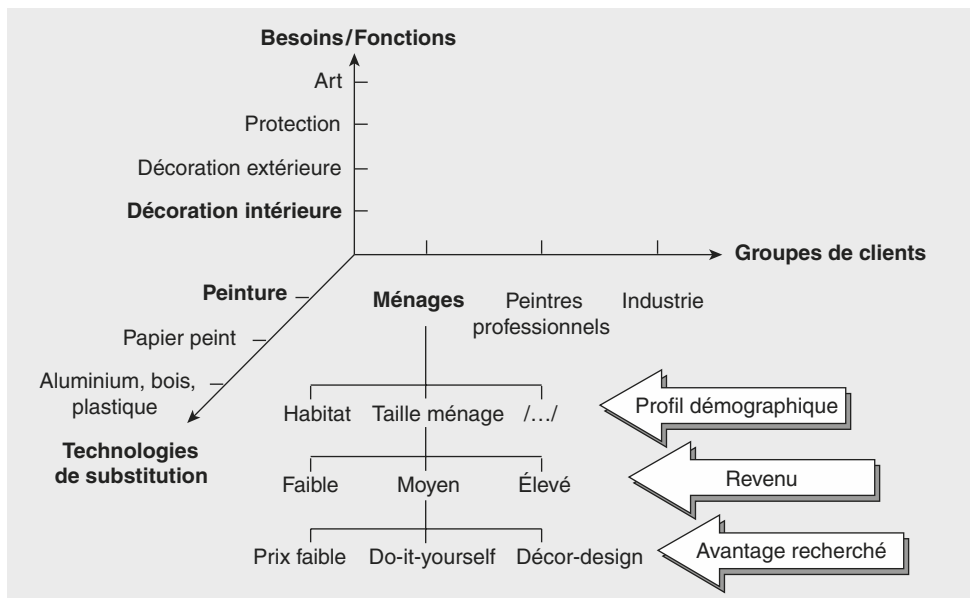 Besoins/Fonctions
Art
Protection
Décoration extérieure
Décoration intérieure
Groupes de clients
Peinture
Ménages
Peintres
professionnels
Industrie
Papier peint
Aluminium, bois,
plastique
Technologies
de substitution
Habitat
Taille ménage
/…/
Profil démographique
Faible
Moyen
Élevé
Revenu
Prix faible
Do-it-yourself
Décor-design
Avantage recherché